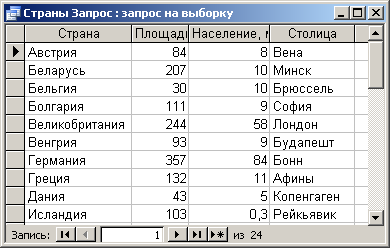 Страны Запрос : запрос на выборку
Страна Площадь Население, м Столица
Австрия 84 8 Вена
Беларусь 207 10 Минск
Бельгия 30 10 Брюссель
Болгария 111 9 София
Великобритания 244 58 Лондон
Венгрия 93 9 Будапешт
Германия 357 84 Бонн
Греция 132 11 Афины
Дания 43 5 Копенгаген
Исландия 103 0,3 Рейкьявик
Запись: 1 из 24